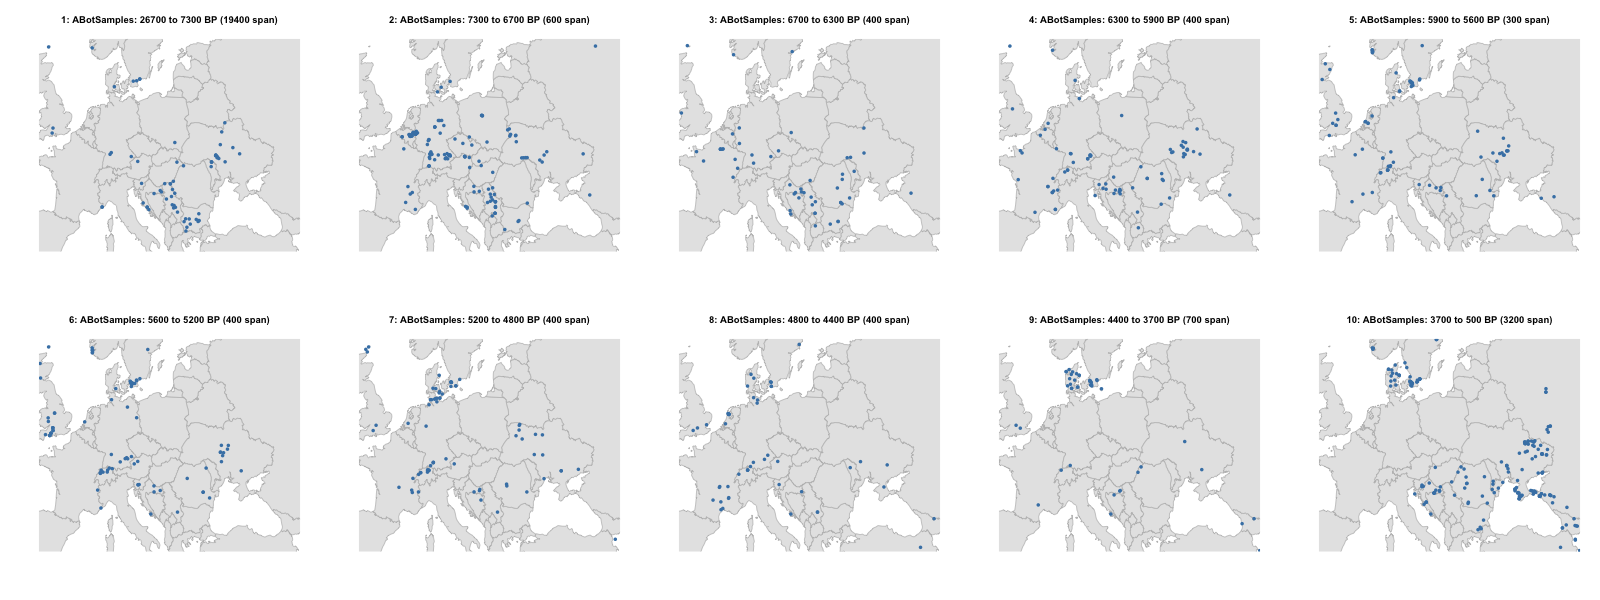 1: ABotSamples: 26700 to 7300 BP (19400 span)
2: ABotSamples: 7300 to 6700 BP (600 span)
3: ABotSamples: 6700 to 6300 BP (400 span)
4: ABotSamples: 6300 to 5900 BP (400 span)
5: ABotSamples: 5900 to 5600 BP (300 span)
6: ABotSamples: 5600 to 5200 BP (400 span)
7: ABotSamples: 5200 to 4800 BP (400 span)
8: ABotSamples: 4800 to 4400 BP (400 span)
9: ABotSamples: 4400 to 3700 BP (700 span)
10: ABotSamples: 3700 to 500 BP (3200 span)